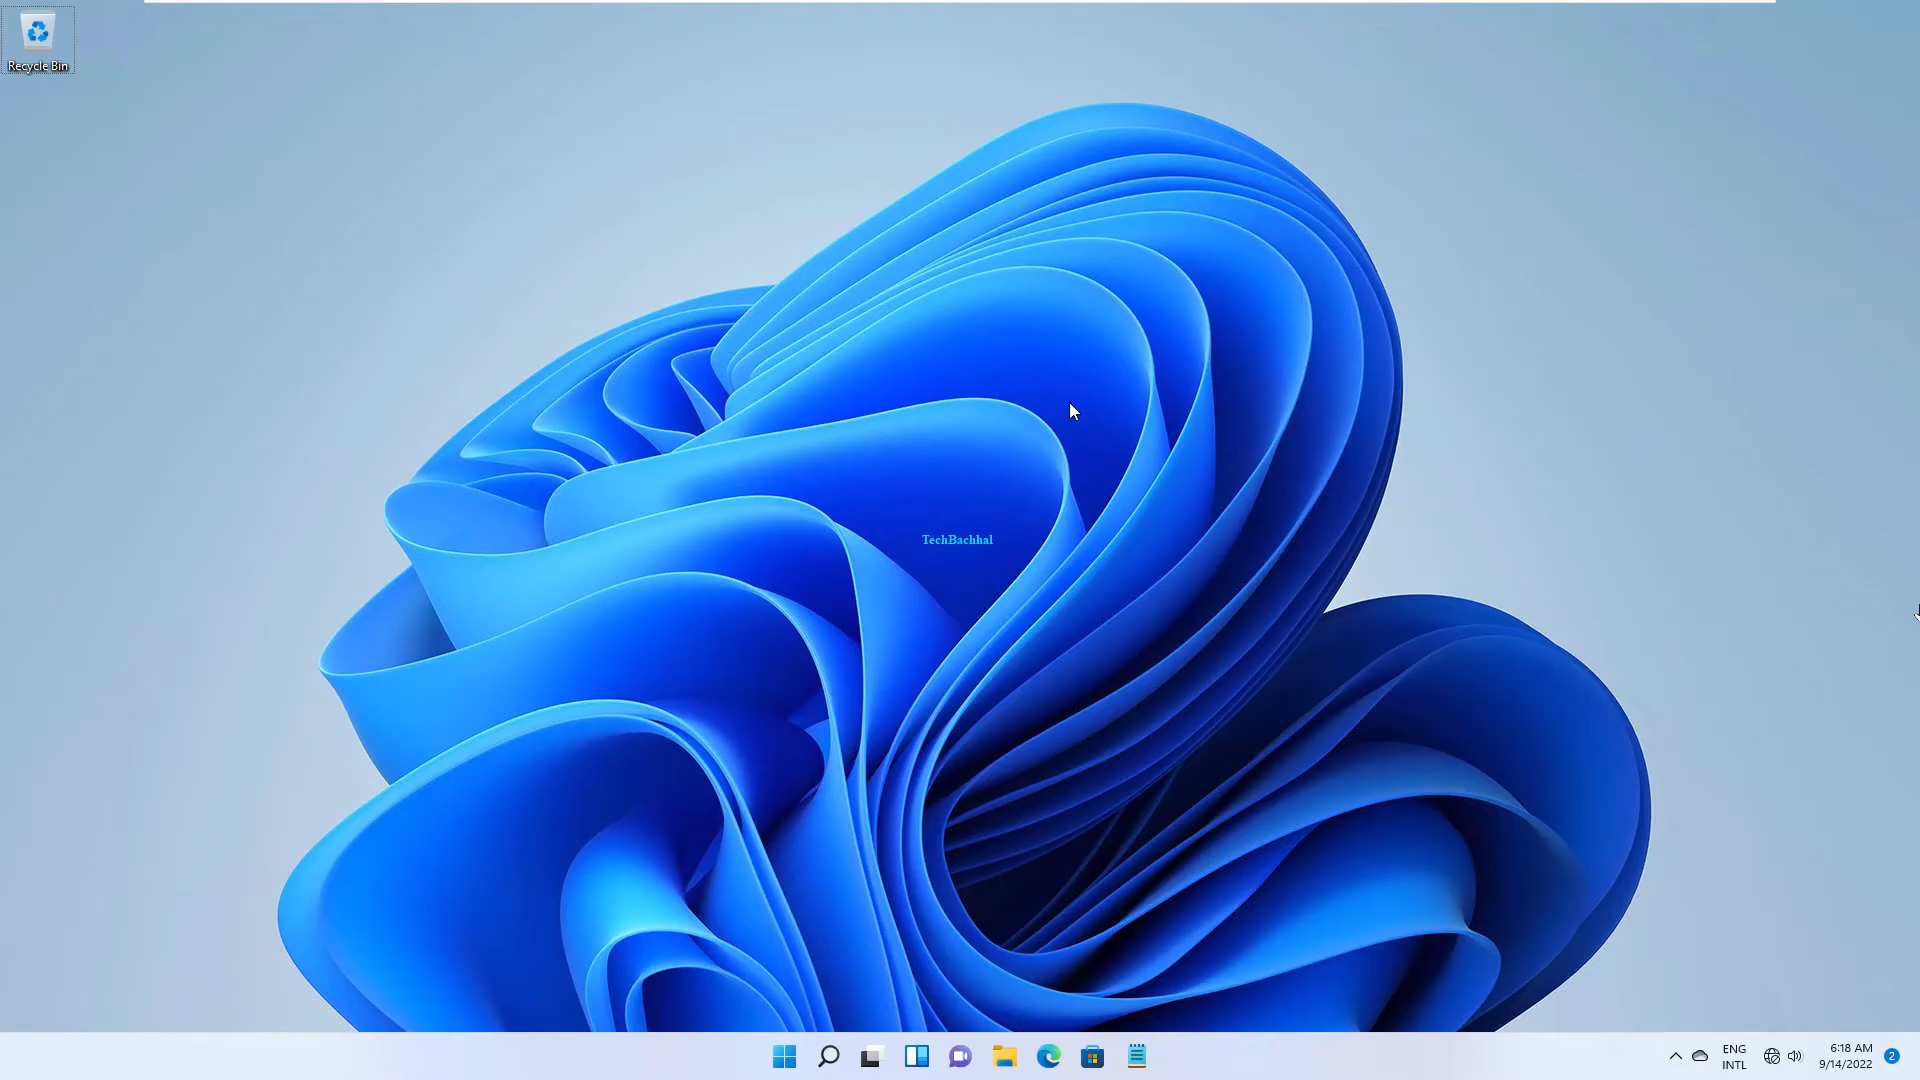 Recycle Bin
TechBachhal
ENG
INTL
6:18 AM
9/14/2022
2